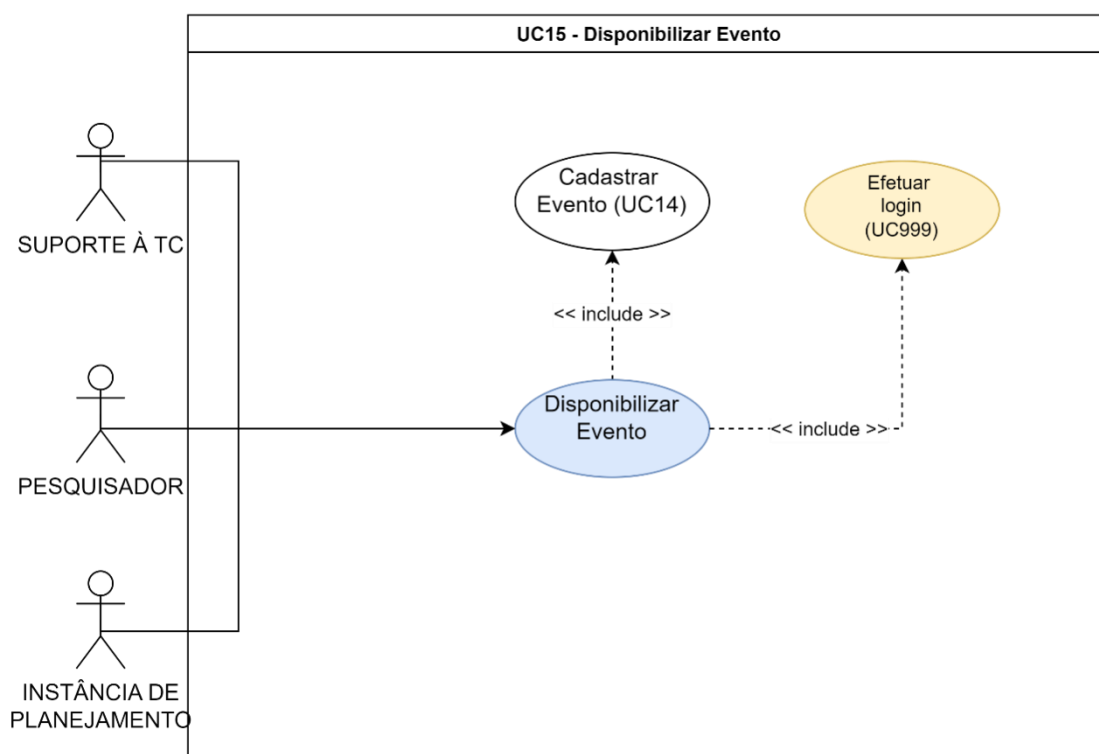 UC15 - Disponibilizar Evento
SUPORTE À TC
Cadastrar
Evento (UC14)
Efetuar
login
(UC999)
<< include >>
Disponibilizar
Evento
<< include >>
PESQUISADOR
INSTÂNCIA DE
PLANEJAMENTO